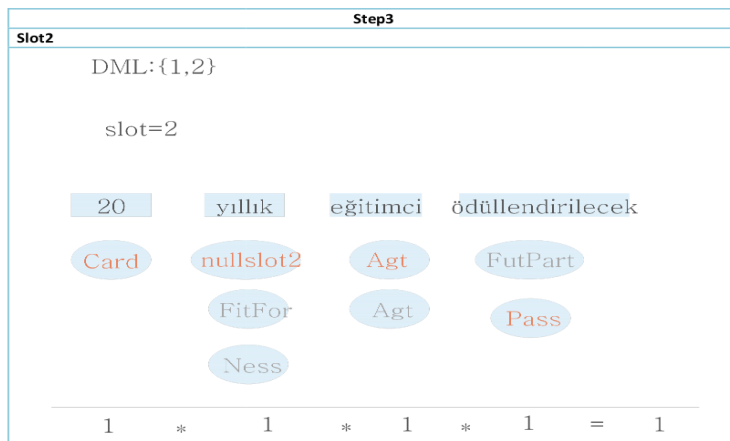 Step3
Slot2
DML:{1,2}
slot=2
20 yıllık eğitimci ödüllendirilecek
Card nullslot2 Agt FutPart
FitFor Agt Pass
Ness
1 * 1 * 1 * 1 = 1